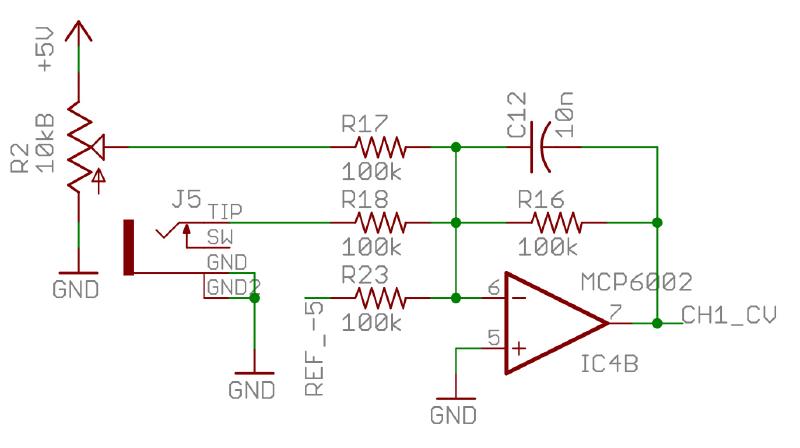 +5V
R2
10kB
GND
J5
TIP
SW
GND
GND2
GND
R17
100k
R18
100k
R23
100k
REF_-5
C12
10n
R16
100k
MCP6002
6
5
7
CH1_CV
IC4B
GND